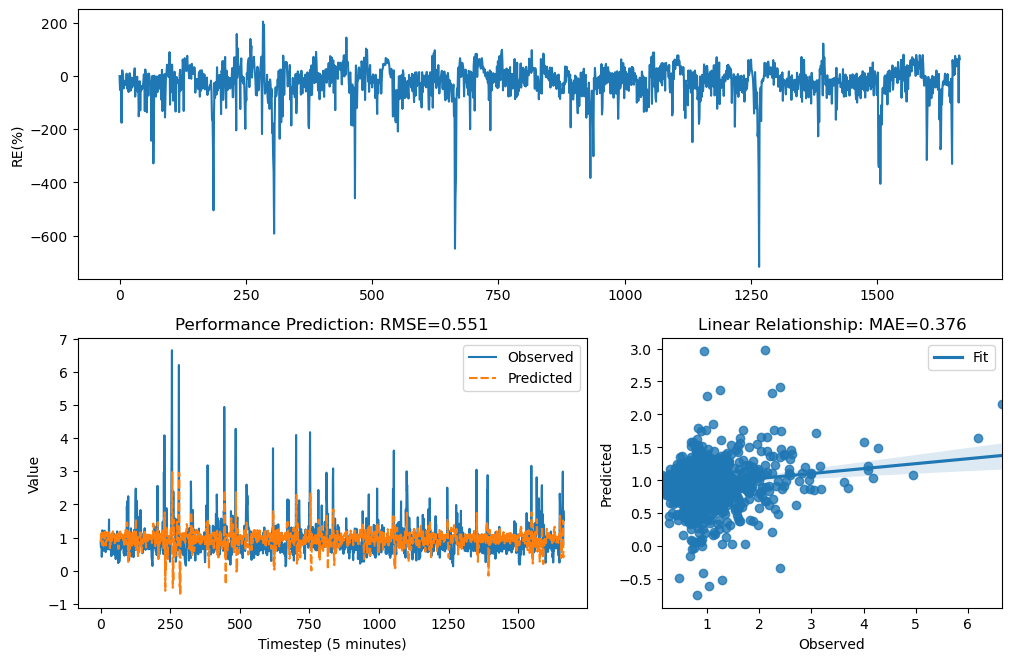 RE(%)
200
0
−200
−400
−600
0 250 500 750 1000 1250 1500
Performance Prediction: RMSE=0.551
Value
7
6
5
4
3
2
1
0
−1
Observed
Predicted
0 250 500 750 1000 1250 1500
Timestep (5 minutes)
Linear Relationship: MAE=0.376
Predicted
3.0
2.5
2.0
1.5
1.0
0.5
0.0
−0.5
Fit
1 2 3 4 5 6
Observed